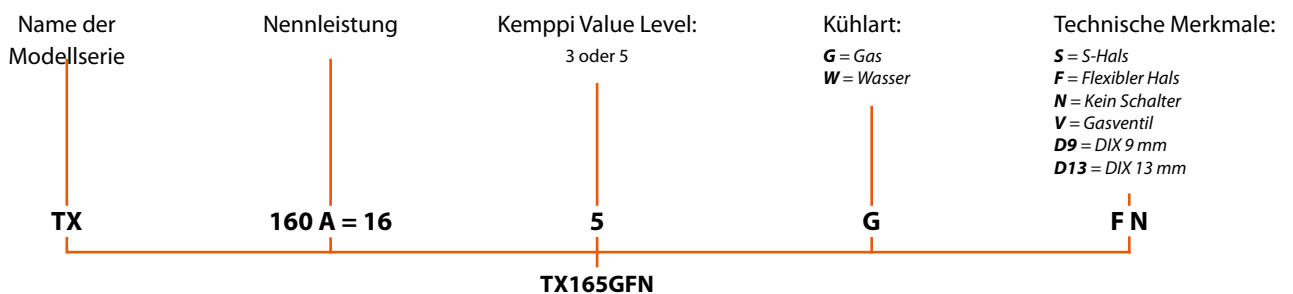 Name der
Modellserie
Nennleistung
Kemppi Value Level:
3 oder 5
Kühlart:
G = Gas
W = Wasser
Technische Merkmale:
S = S-Hals
F = Flexibler Hals
N = Kein Schalter
V = Gasventil
D9 = DIX 9 mm
D13 = DIX 13 mm
TX
160 A = 16
5
G
F N
TX165GFN